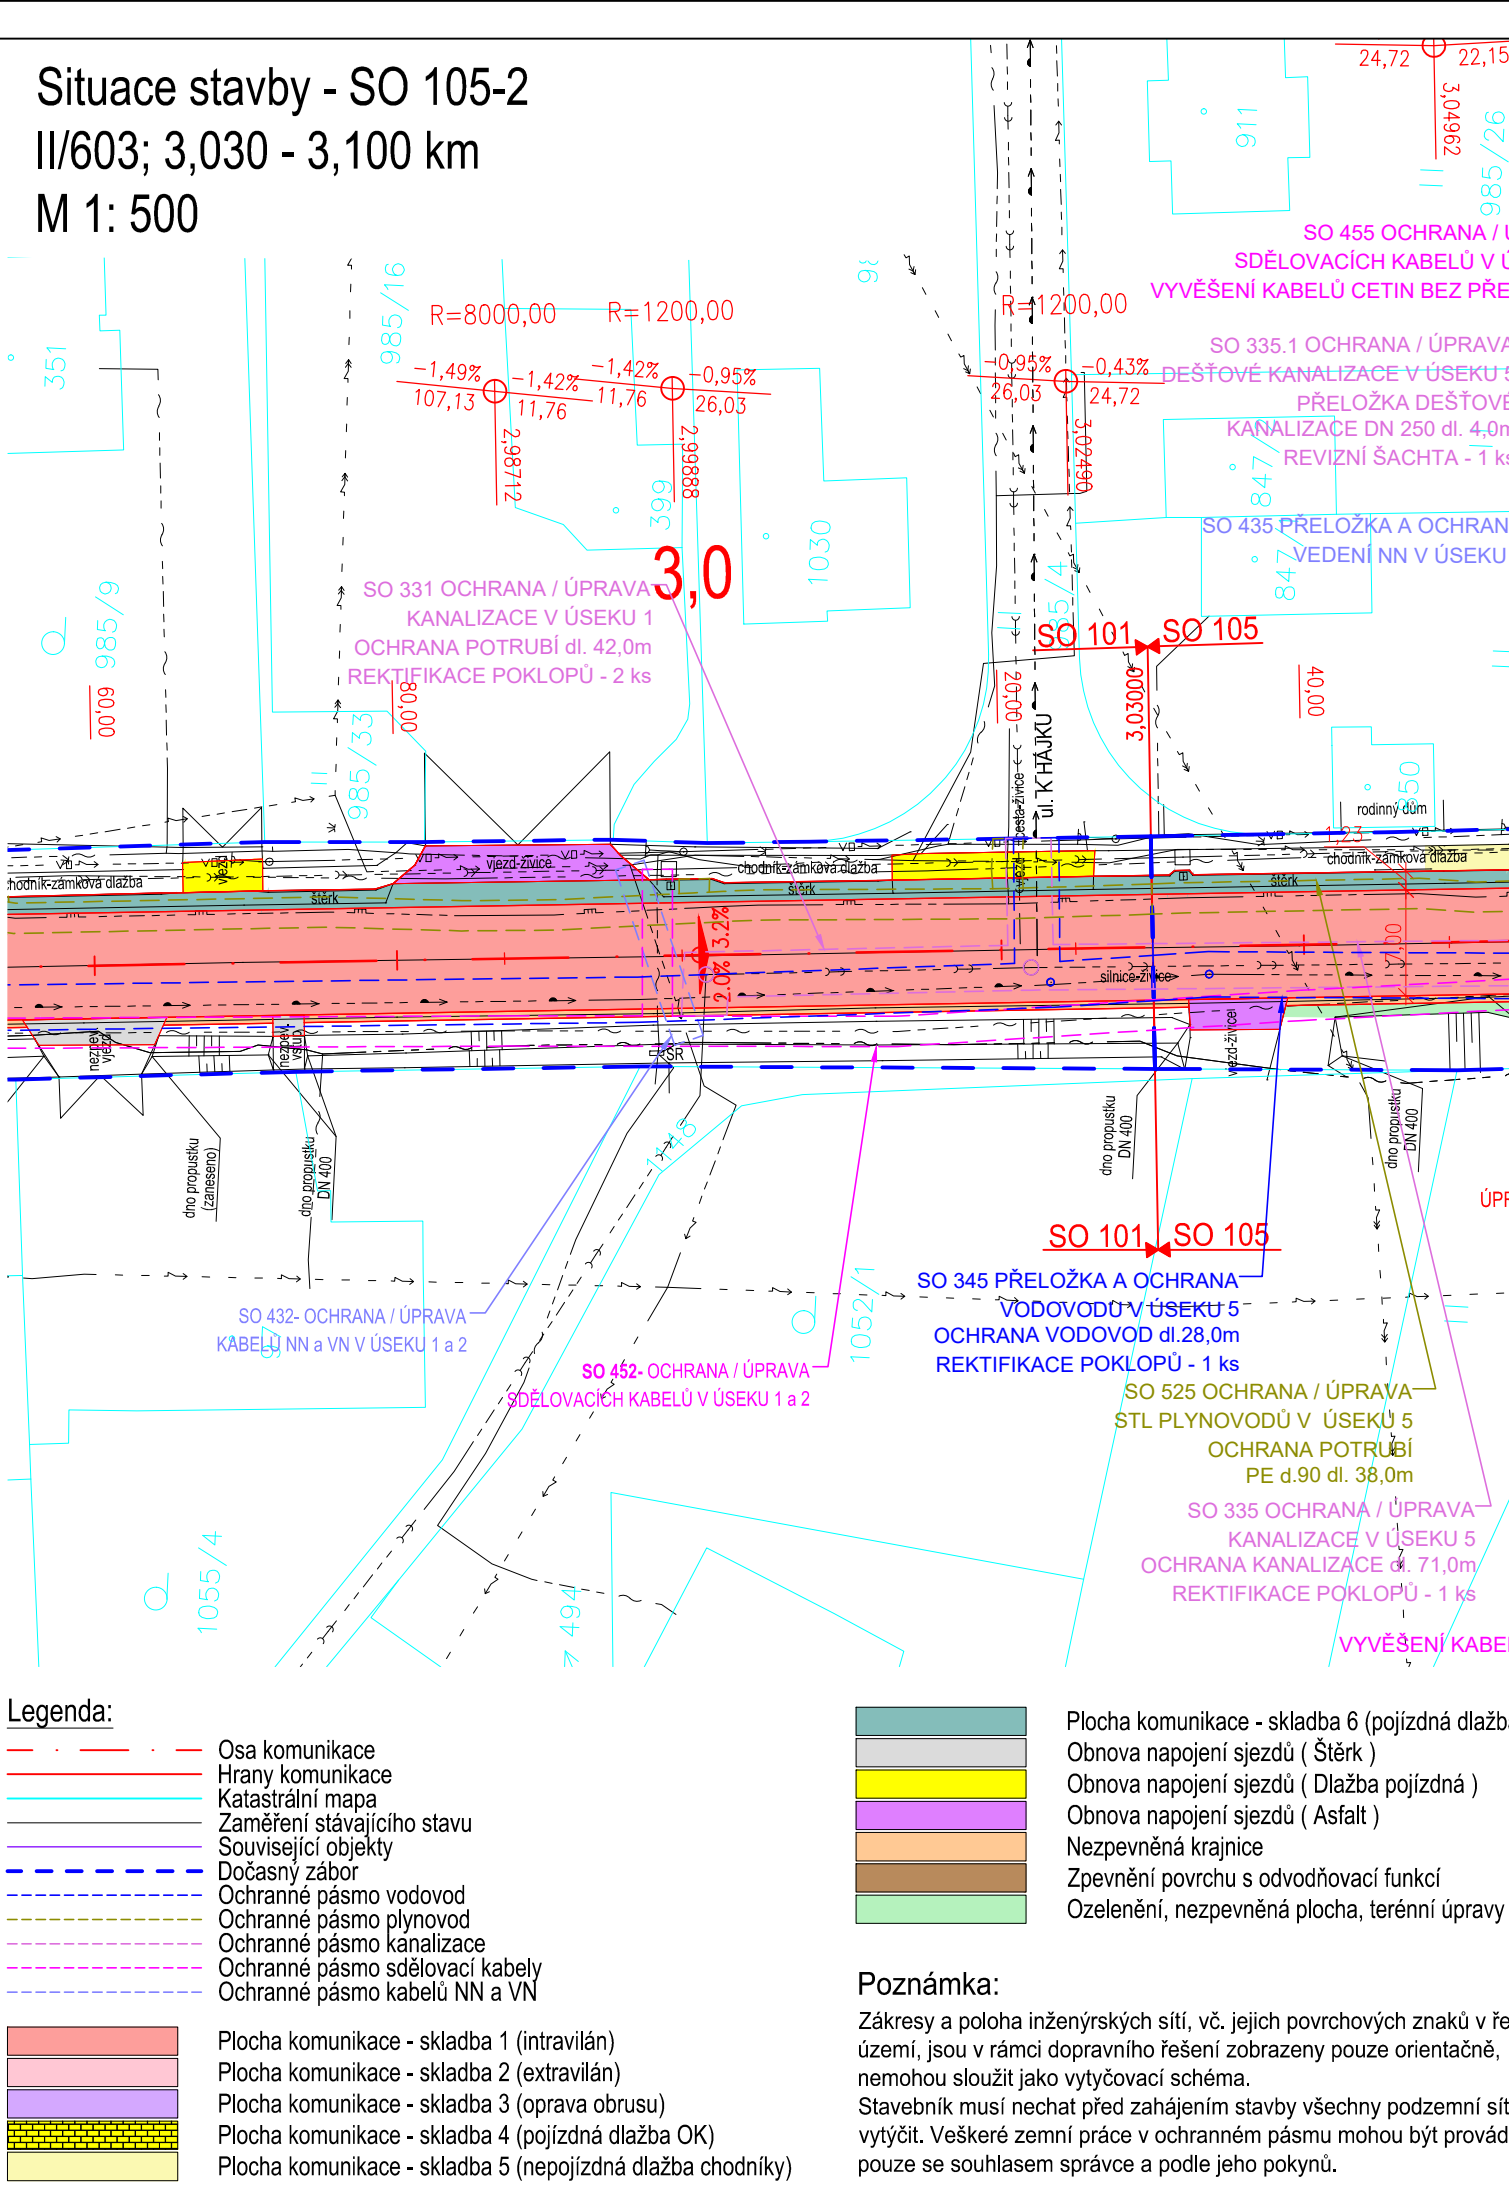 Situace stavby - SO 105-2
II/603; 3,030 - 3,100 km
M 1: 500
24,72
22,15
3,04962
911
985/26
SO 455 OCHRANA / Ú
SDĚLOVACÍCH KABELŮ V Ú
VYVĚŠENÍ KABELŮ CETIN BEZ PŘE
SO 335.1 OCHRANA / ÚPRAVA
DEŠŤOVÉ KANALIZACE V ÚSEKU 5
PŘELOŽKA DEŠŤOVÉ
KANALIZACE DN 250 dl. 4,0m
REVIZNÍ ŠACHTA - 1 ks
SO 435 PŘELOŽKA A OCHRAN
VEDENÍ NN V ÚSEKU
351
985/16
R=8000,00
R=1200,00
R=1200,00
-1,49%
107,13
-1,42%
11,76
2,98712
-1,42%
11,76
-0,95%
26,03
2,99888
-0,95%
26,03
-0,43%
24,72
3,02490
399
1030
847/
847/
985/9
3,0
SO 331 OCHRANA / ÚPRAVA
KANALIZACE V ÚSEKU 1
OCHRANA POTRUBÍ dl. 42,0m
REKTIFIKACE POKLOPŮ - 2 ks
SO 101
SO 105
3,03000
60,00
80,00
20,00
40,00
985/33
ul. K HÁJKU
cesta-živice
850
rodinný dům
1,23
chodník-zámková dlažba
vjezd
vjezd-živice
štěrk
chodník-zámková dlažba
štěrk
vjezd
chodník-zámková dlažba
štěrk
3.2%
2.0%
7,00
silnice-živice
nezpev.
vjezd
nezpev.
vstup
SR
vjezd-živice
dno propustku
(zaneseno)
dno propustku
DN 400
1148
dno propustku
DN 400
dno propustku
DN 400
ÚPR
SO 101
SO 105
SO 345 PŘELOŽKA A OCHRANA
VODOVODU V ÚSEKU 5
OCHRANA VODOVOD dl.28,0m
REKTIFIKACE POKLOPŮ - 1 ks
SO 432- OCHRANA / ÚPRAVA
KABELŮ NN a VN V ÚSEKU 1 a 2
1052/1
SO 452- OCHRANA / ÚPRAVA
SDĚLOVACÍCH KABELŮ V ÚSEKU 1 a 2
SO 525 OCHRANA / ÚPRAVA
STL PLYNOVODŮ V ÚSEKU 5
OCHRANA POTRUBÍ
PE d.90 dl. 38,0m
SO 335 OCHRANA / ÚPRAVA
KANALIZACE V ÚSEKU 5
OCHRANA KANALIZACE dl. 71,0m
REKTIFIKACE POKLOPŮ - 1 ks
1055/4
494
VYVĚŠENÍ KABE
Legenda:
Osa komunikace
Hrany komunikace
Katastrální mapa
Zaměření stávajícího stavu
Související objekty
Dočasný zábor
Ochranné pásmo vodovod
Ochranné pásmo plynovod
Ochranné pásmo kanalizace
Ochranné pásmo sdělovací kabely
Ochranné pásmo kabelů NN a VN
Plocha komunikace - skladba 1 (intravilán)
Plocha komunikace - skladba 2 (extravilán)
Plocha komunikace - skladba 3 (oprava obrusu)
Plocha komunikace - skladba 4 (pojízdná dlažba OK)
Plocha komunikace - skladba 5 (nepojízdná dlažba chodníky)
Plocha komunikace - skladba 6 (pojízdná dlažb
Obnova napojení sjezdů ( Štěrk )
Obnova napojení sjezdů ( Dlažba pojízdná )
Obnova napojení sjezdů ( Asfalt )
Nezpevněná krajnice
Zpevnění povrchu s odvodňovací funkcí
Ozelenění, nezpevněná plocha, terénní úpravy
Poznámka:
Zákresy a poloha inženýrských sítí, vč. jejich povrchových znaků v ře
území, jsou v rámci dopravního řešení zobrazeny pouze orientačně,
nemohou sloužit jako vytyčovací schéma.
Stavebník musí nechat před zahájením stavby všechny podzemní sít
vytýčit. Veškeré zemní práce v ochranném pásmu mohou být provád
pouze se souhlasem správce a podle jeho pokynů.